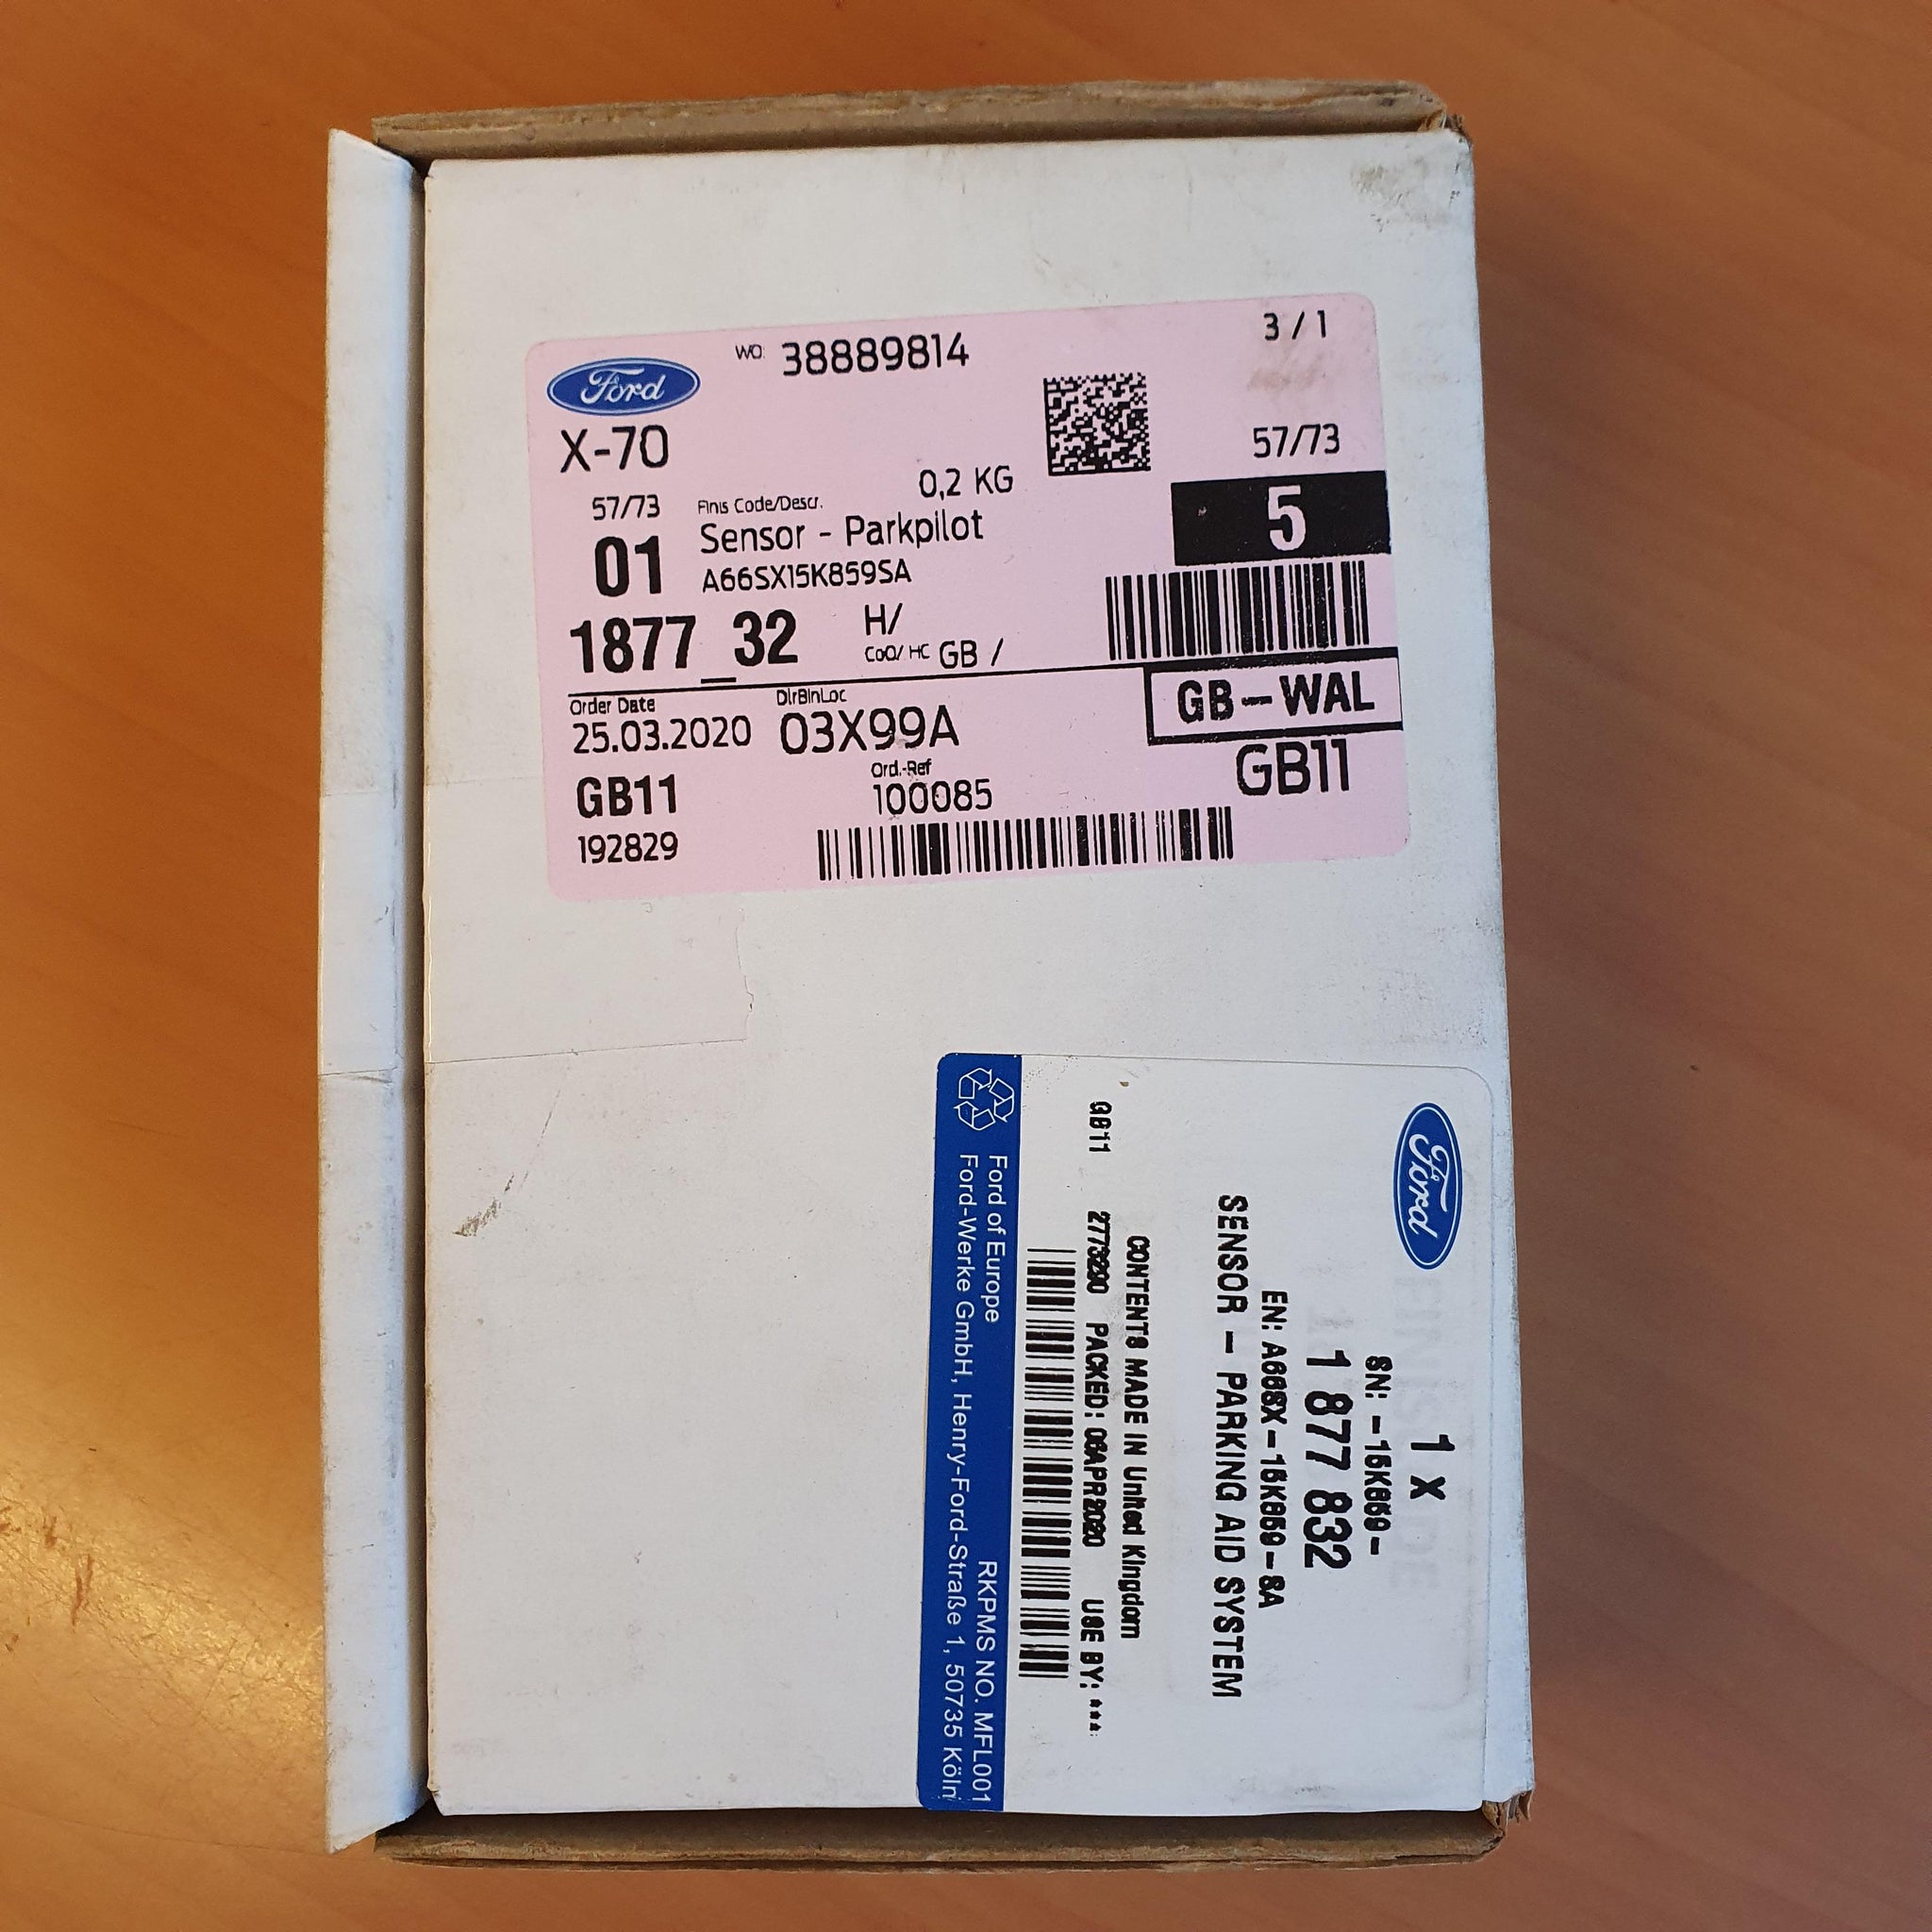 Ford
WO: 38889814
3 / 1
X-70
57/73
0,2 KG
57/73
Finis Code/Descr.
5
Sensor - Parkpilot
01
A66SX15K859SA
1877_32
H/
CoO/ HC GB /
GB-WAL
Order Date
DlrBinLoc
25.03.2020
03X99A
GB11
GB11
Ord.-Ref
100085
192829
Ford
1 x
SN: -15K859-
1 877 832
EN: A66SX-15K859-SA
SENSOR - PARKING AID SYSTEM
CONTENTS MADE IN United Kingdom
GB11 PACKED: 06APR2020 USE BY: ***
Ford of Europe
RKPMS NO. MFL001
Ford-Werke GmbH, Henry-Ford-Straße 1, 50735 Köln